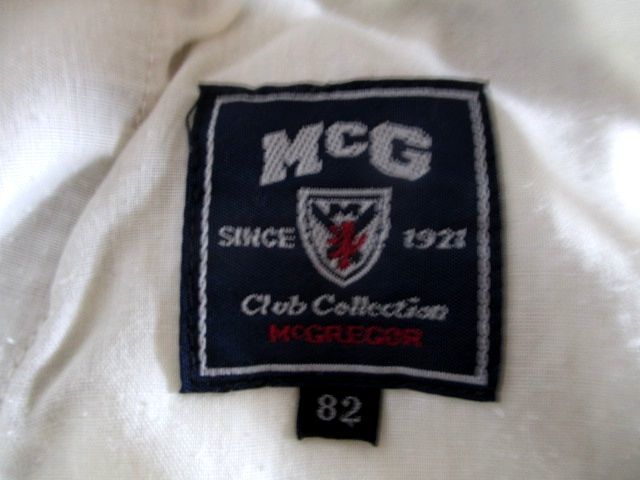 McG
SINCE 1921
Club Collection
McGREGOR
82